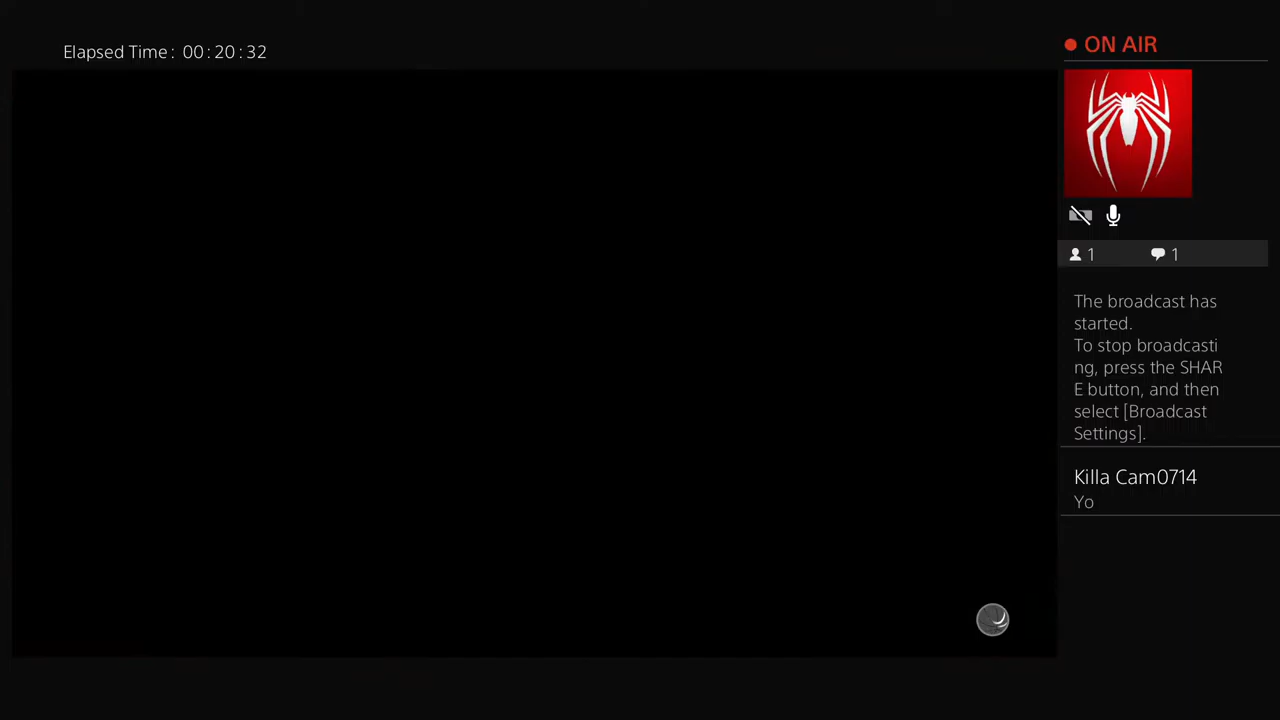 Elapsed Time: 00:20:32
ON AIR
1 1
The broadcast has
started.
To stop broadcasti
ng, press the SHAR
E button, and then
select [Broadcast
Settings].
Killa Cam0714
Yo